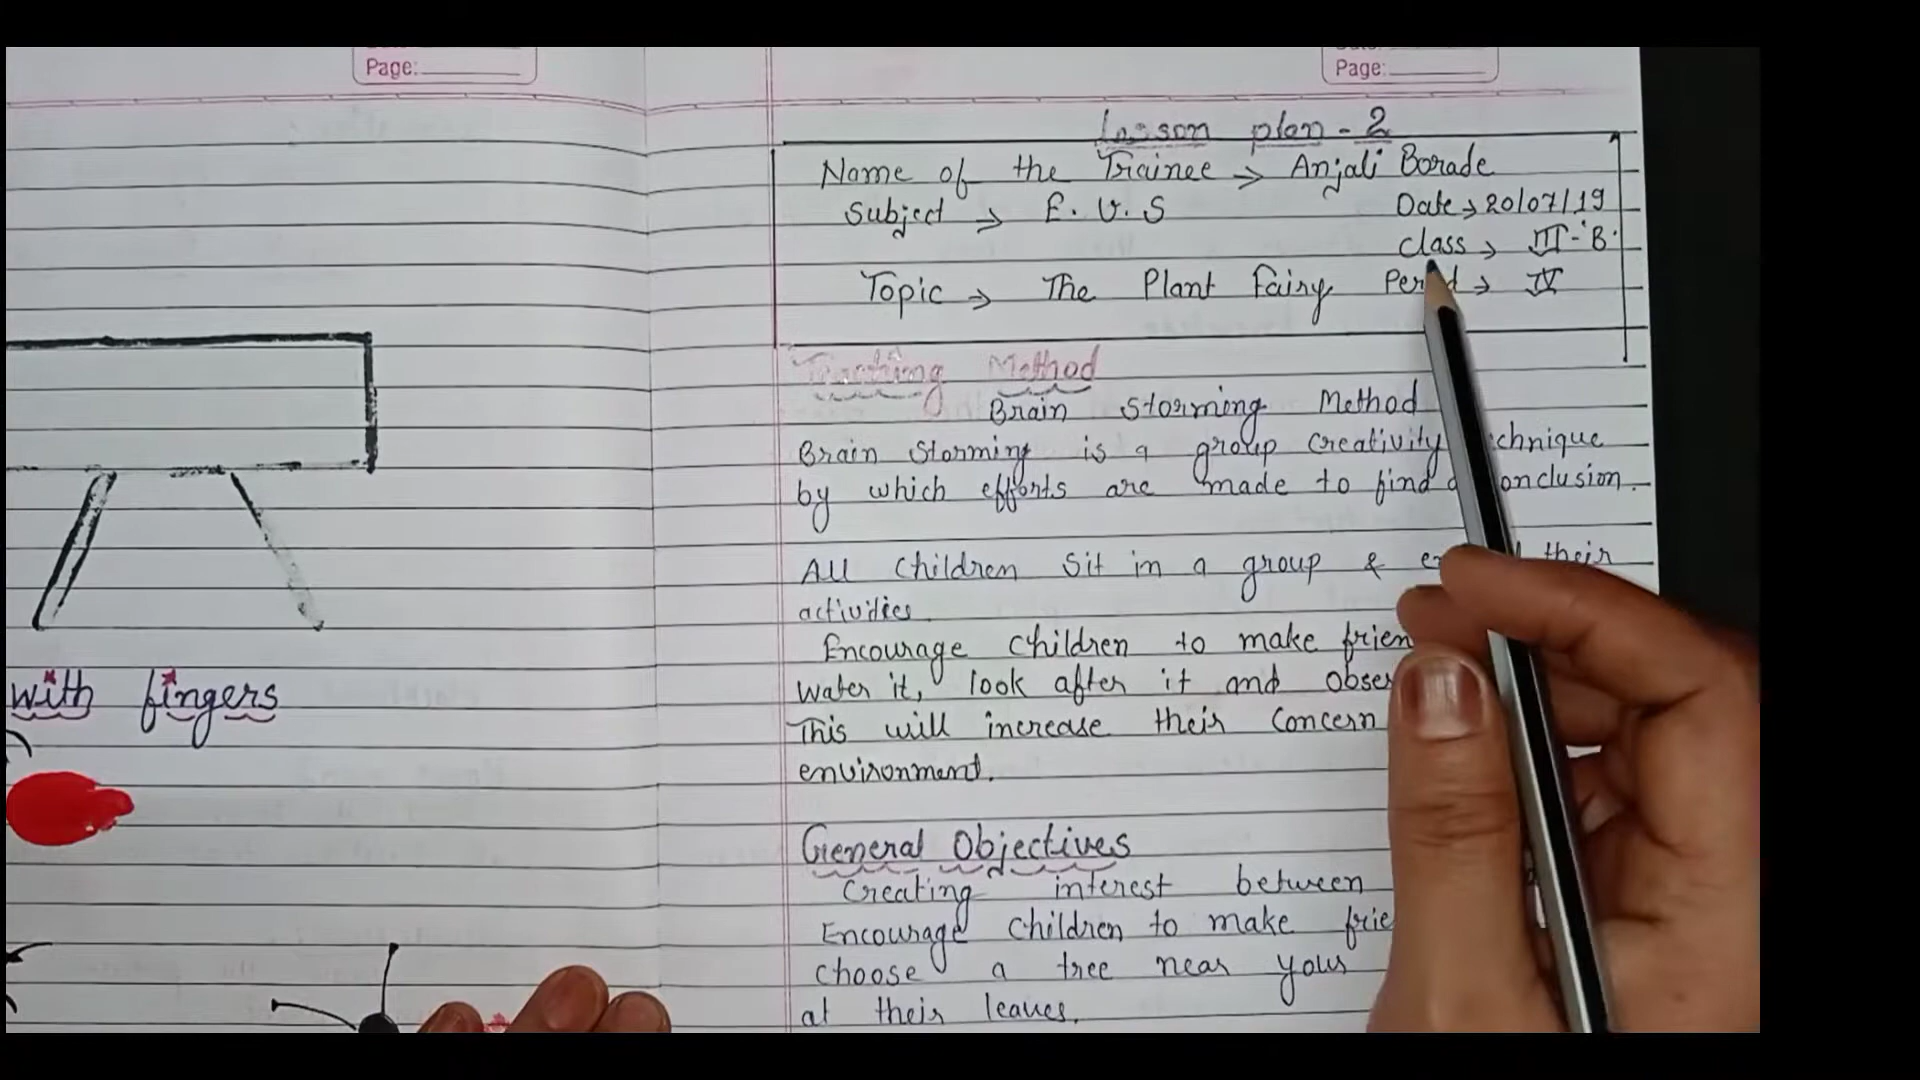 Page:
Page:
with fingers
Lesson plan - 2
Name of the Trainee → Anjali Borade
Subject → E.V.S
Date → 20/07/19
Class → III-'B'
Topic → The Plant Fairy
Period → IV
Teaching Method
Brain Storming Method
Brain Storming is a group creativity
by which efforts are made to find
All children sit in a group & their
activities.
Encourage children to make
water it, look after it and
This will increase their concern
environment.
General Objectives
Creating interest between
Encourage children to make
choose a tree near your
at their leaves.